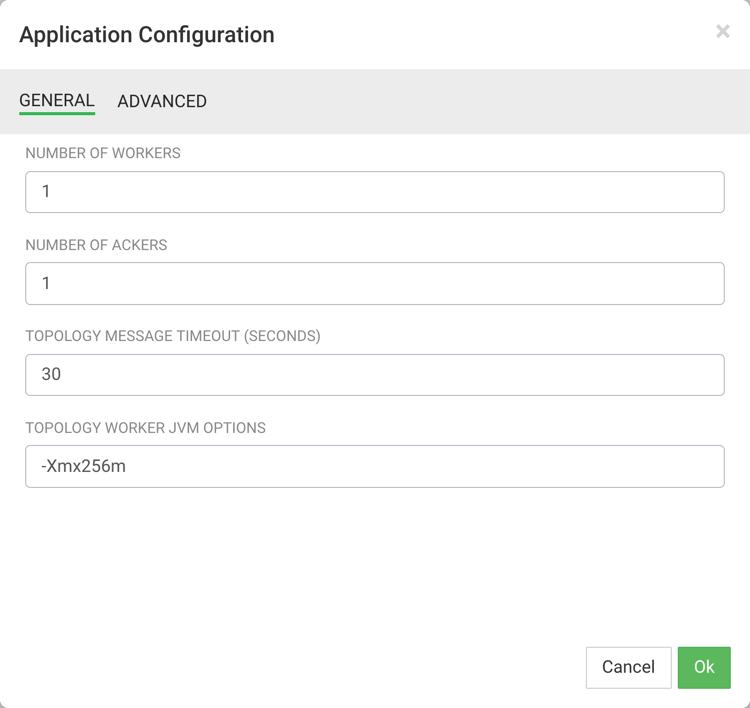 Application Configuration ×
GENERAL ADVANCED
NUMBER OF WORKERS
1
NUMBER OF ACKERS
1
TOPOLOGY MESSAGE TIMEOUT (SECONDS)
30
TOPOLOGY WORKER JVM OPTIONS
-Xmx256m
Cancel Ok